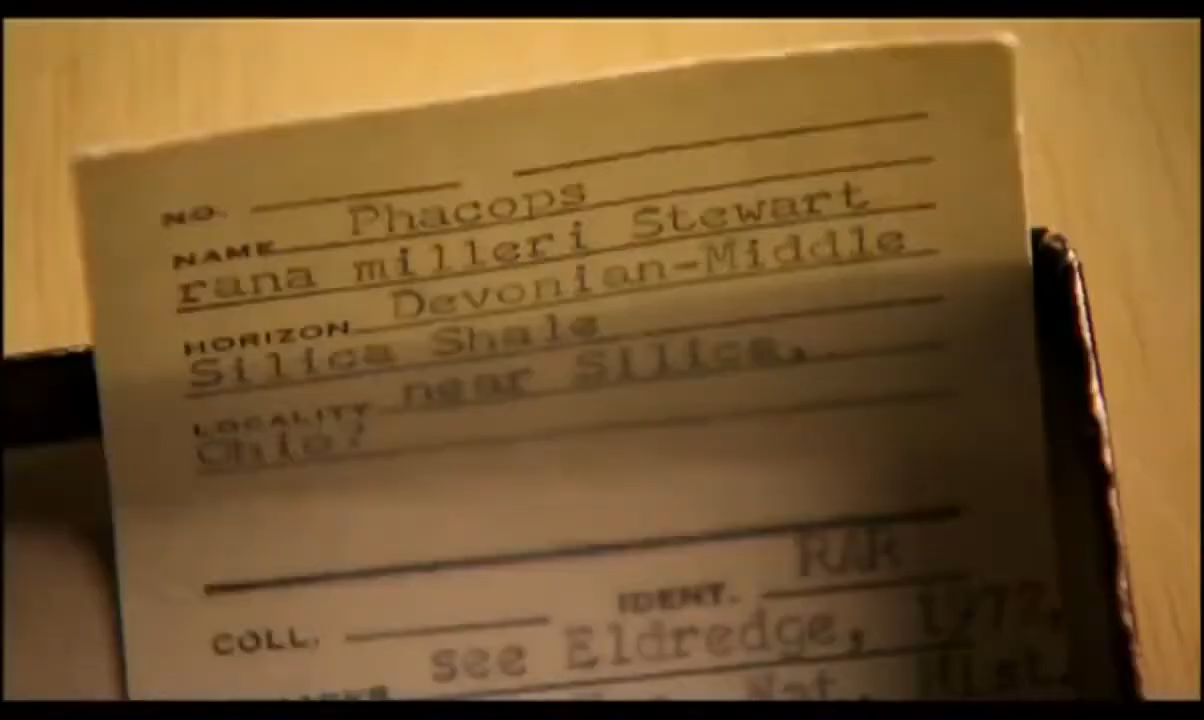 NO.
NAME Phacops
rana milleri Stewart
HORIZON Devonian-Middle
Silica Shale
LOCALITY near Silica,
Ohio?
COLL. IDENT. RAR
see Eldredge, 1972,
Nat. Hist.